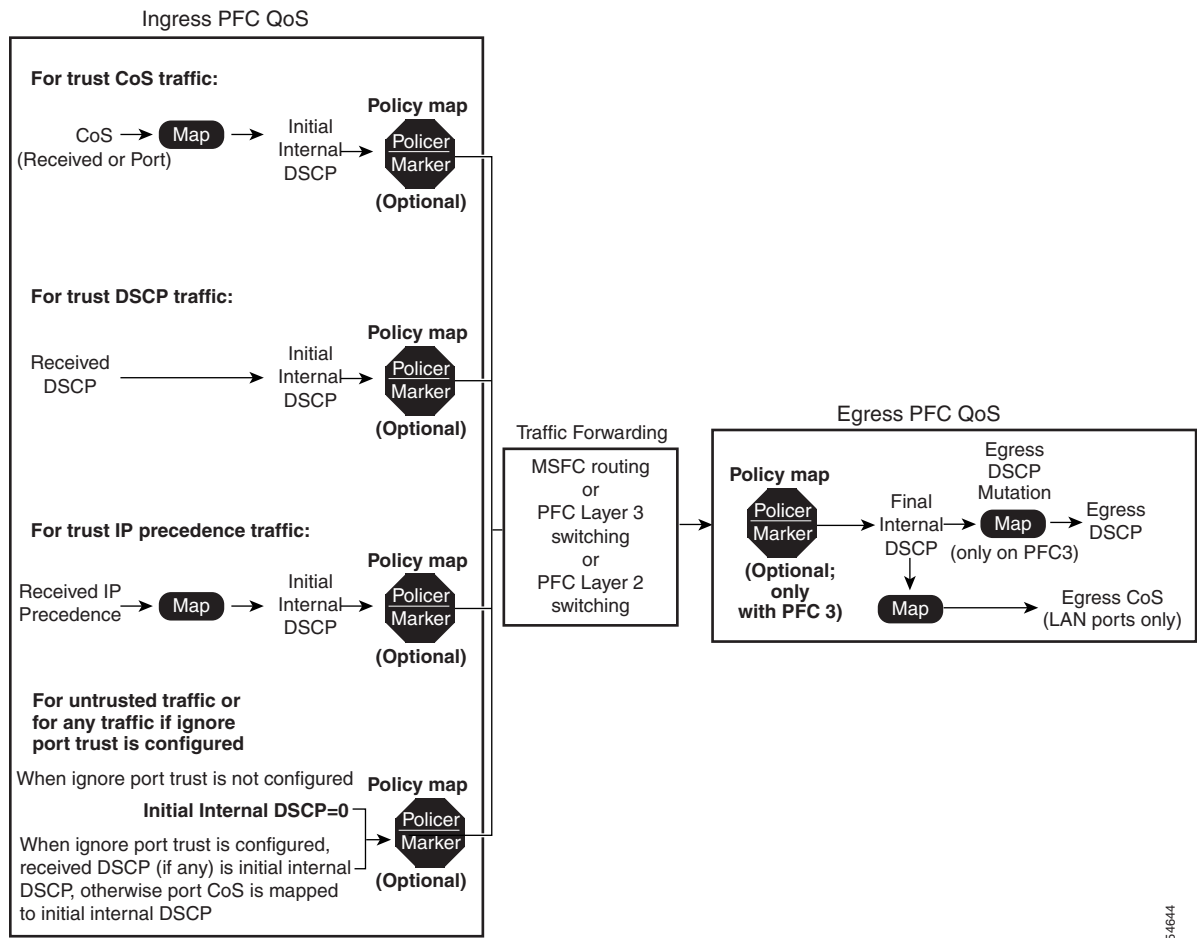 Ingress PFC QoS
For trust CoS traffic:
Policy map
CoS
(Received or Port)
Map
Initial
Internal
DSCP
Policer
Marker
(Optional)
For trust DSCP traffic:
Policy map
Received
DSCP
Initial
Internal
DSCP
Policer
Marker
(Optional)
For trust IP precedence traffic:
Policy map
Received IP
Precedence
Map
Initial
Internal
DSCP
Policer
Marker
(Optional)
For untrusted traffic or
for any traffic if ignore
port trust is configured
When ignore port trust is not configured
Initial Internal DSCP=0
When ignore port trust is configured,
received DSCP (if any) is initial internal
DSCP, otherwise port CoS is mapped
to initial internal DSCP
Policy map
Policer
Marker
(Optional)
Traffic Forwarding
MSFC routing
or
PFC Layer 3
switching
or
PFC Layer 2
switching
Egress PFC QoS
Policy map
Policer
Marker
(Optional;
only
with PFC 3)
Final
Internal
DSCP
Egress
DSCP
Mutation
Map
(only on PFC3)
Egress
DSCP
Map
Egress CoS
(LAN ports only)